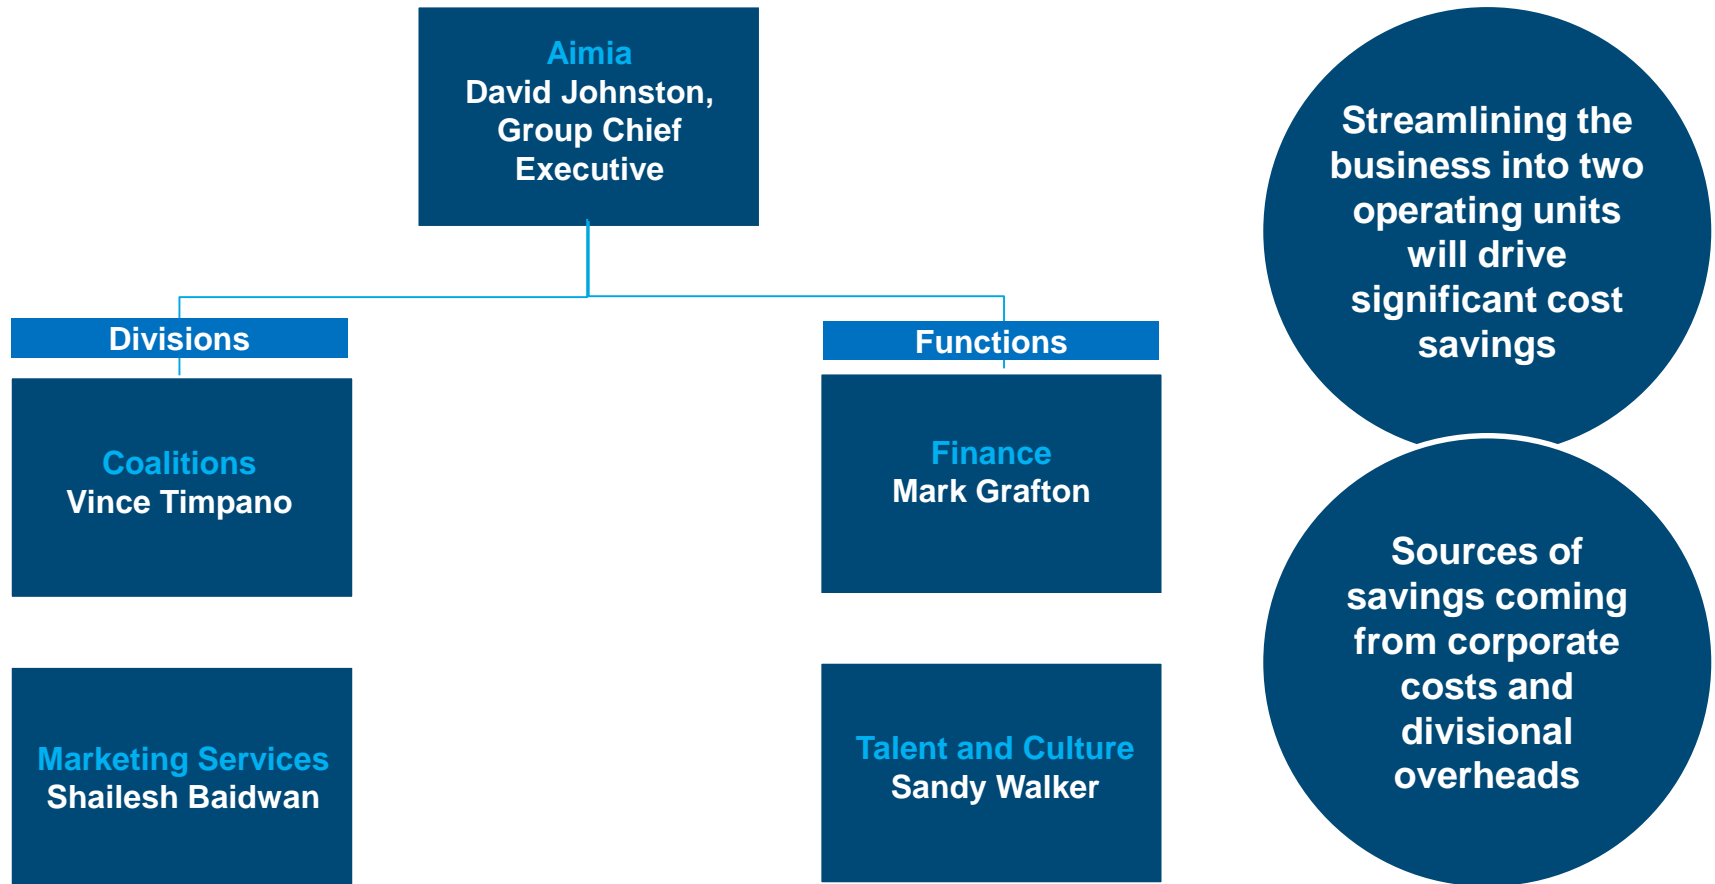 Aimia
David Johnston,
Group Chief
Executive
Divisions
Functions
Coalitions
Vince Timpano
Finance
Mark Grafton
Marketing Services
Shailesh Baidwan
Talent and Culture
Sandy Walker
Streamlining the
business into two
operating units
will drive
significant cost
savings
Sources of
savings coming
from corporate
costs and
divisional
overheads